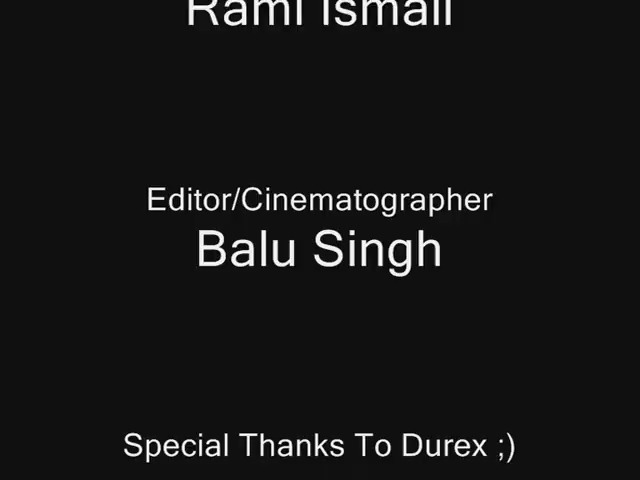 Rami Ismail
Editor/Cinematographer
Balu Singh
Special Thanks To Durex ;)